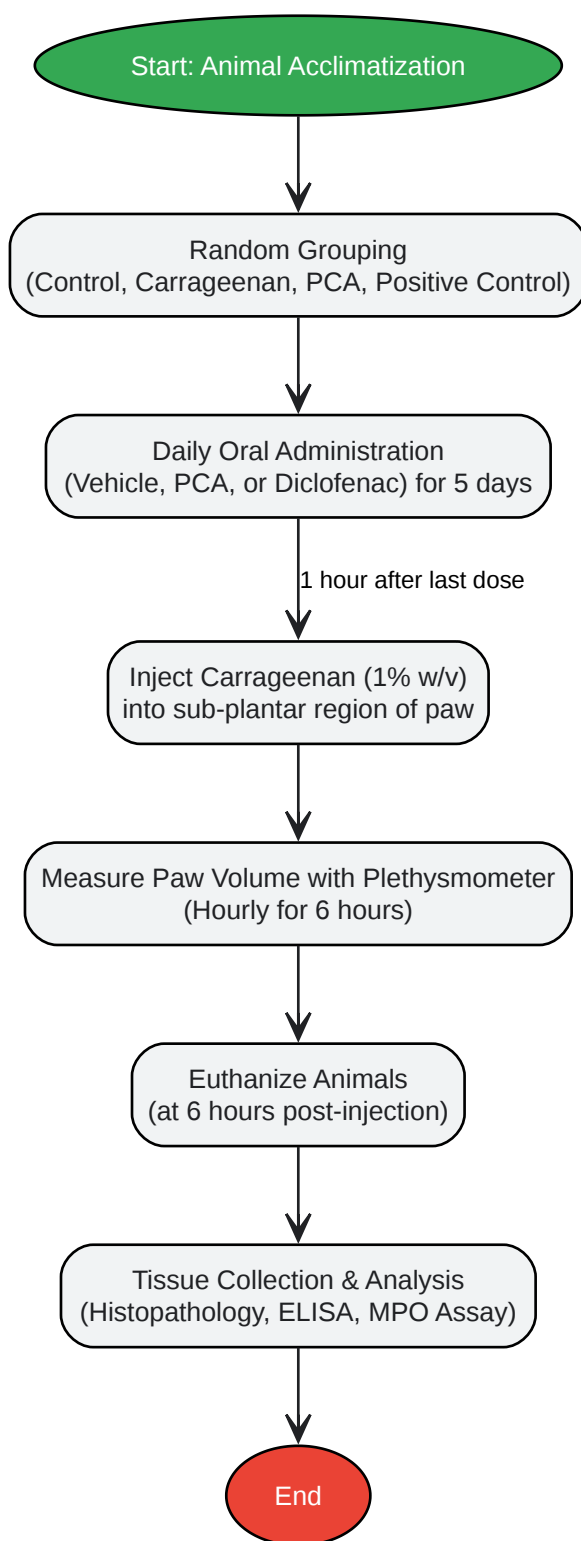 Start: Animal Acclimatization
Random Grouping
(Control, Carrageenan, PCA, Positive Control)
Daily Oral Administration
(Vehicle, PCA, or Diclofenac) for 5 days
1 hour after last dose
Inject Carrageenan (1% w/v)
into sub-plantar region of paw
Measure Paw Volume with Plethysmometer
(Hourly for 6 hours)
Euthanize Animals
(at 6 hours post-injection)
Tissue Collection & Analysis
(Histopathology, ELISA, MPO Assay)
End